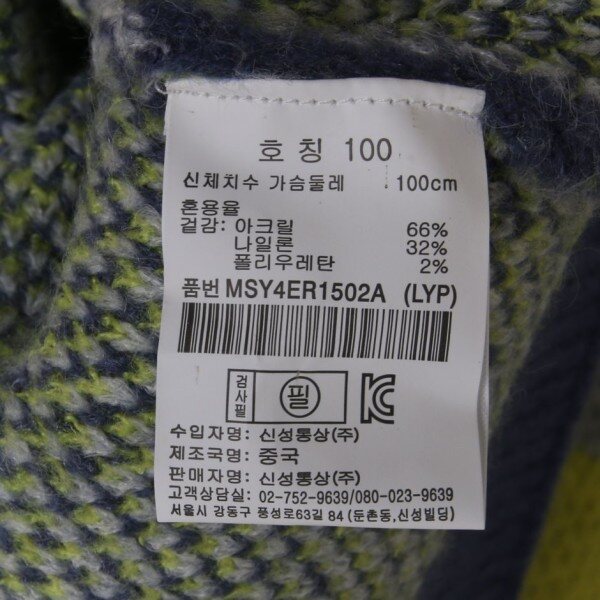 호칭 100
신체치수 가슴둘레 100cm
혼용율
겉감: 아크릴 66%
나일론 32%
폴리우레탄 2%
품번 MSY4ER1502A (LYP)
검사필 필 KC
수입자명: 신성통상(주)
제조국명: 중국
판매자명: 신성통상(주)
고객상담실: 02-752-9639/080-023-9639
서울시 강동구 풍성로63길 84 (둔촌동,신성빌딩)